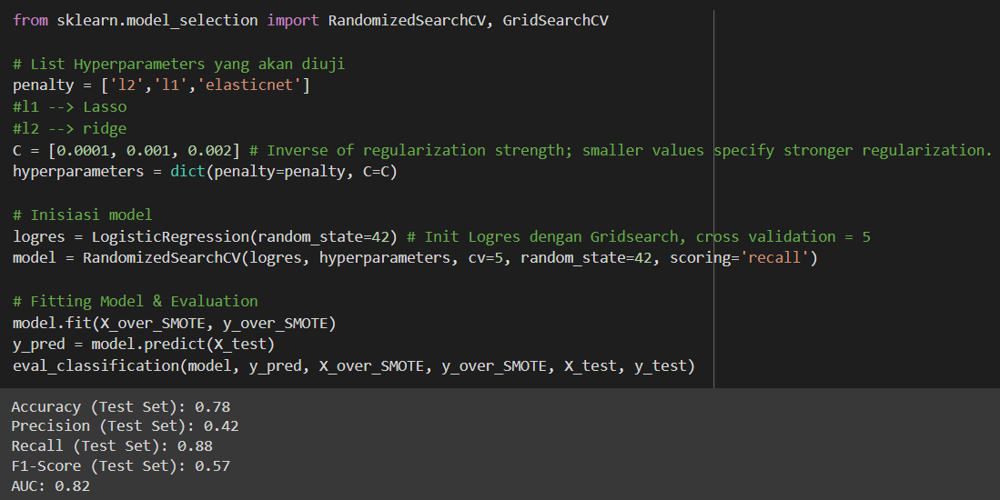 from sklearn.model_selection import RandomizedSearchCV, GridSearchCV
# List Hyperparameters yang akan diuji
penalty = ['l2','l1','elasticnet']
#l1 --> Lasso
#l2 --> ridge
C = [0.0001, 0.001, 0.002] # Inverse of regularization strength; smaller values specify stronger regularization.
hyperparameters = dict(penalty=penalty, C=C)
# Inisiasi model
logres = LogisticRegression(random_state=42) # Init Logres dengan Gridsearch, cross validation = 5
model = RandomizedSearchCV(logres, hyperparameters, cv=5, random_state=42, scoring='recall')
# Fitting Model & Evaluation
model.fit(X_over_SMOTE, y_over_SMOTE)
y_pred = model.predict(X_test)
eval_classification(model, y_pred, X_over_SMOTE, y_over_SMOTE, X_test, y_test)
Accuracy (Test Set): 0.78
Precision (Test Set): 0.42
Recall (Test Set): 0.88
F1-Score (Test Set): 0.57
AUC: 0.82